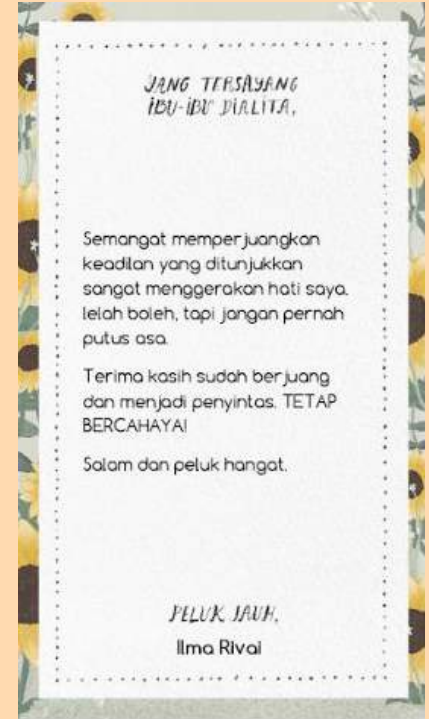 YANG TERSAYANG
IBU-IBU DIALITA,
Semangat memperjuangkan
keadilan yang ditunjukkan
sangat menggerakan hati saya.
lelah boleh, tapi jangan pernah
putus asa.
Terima kasih sudah berjuang
dan menjadi penyintas. TETAP
BERCAHAYA!
Salam dan peluk hangat.
PELUK JAUH,
Ilma Rivai